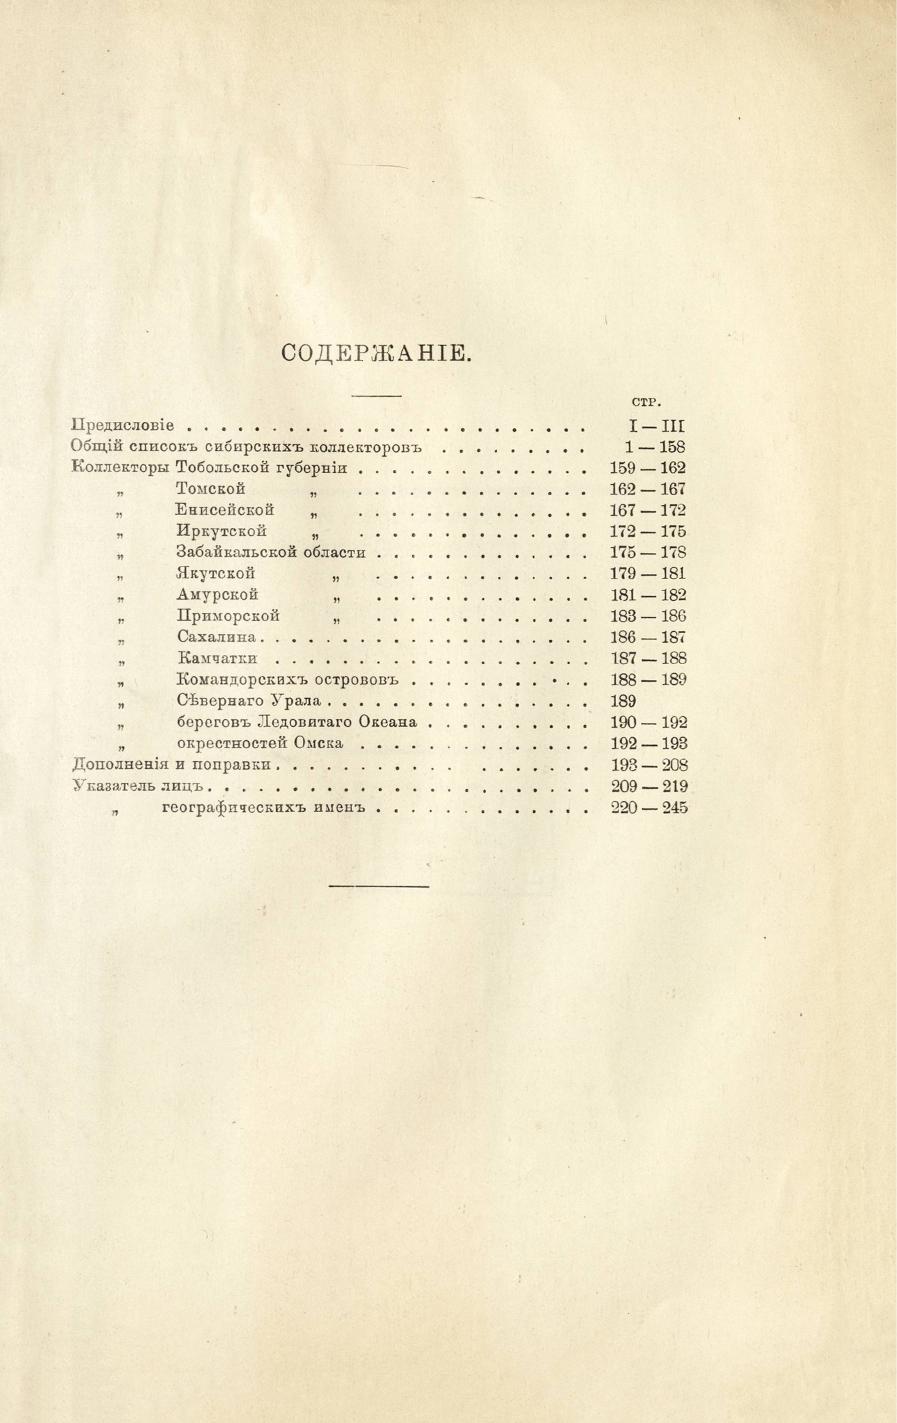 СОДЕРЖАНІЕ.
СТР.
Предисловіе . . . . . . . . . . . . . . . . . . . . . . . . I — III
Общій списокъ сибирскихъ коллекторовъ . . . . . . . . . 1 — 158
Коллекторы Тобольской губерніи . . . . . . . . . . . . . . 159 — 162
„ Томской „ . . . . . . . . . . . . . . 162 — 167
„ Енисейской „ . . . . . . . . . . . . . . 167 — 172
„ Иркутской „ . . . . . . . . . . . . . . 172 — 175
„ Забайкальской области . . . . . . . . . . . . . 175 — 178
„ Якутской „ . . . . . . . . . . . . . 179 — 181
„ Амурской „ . . . . . . . . . . . . . 181 — 182
„ Приморской „ . . . . . . . . . . . . . 183 — 186
„ Сахалина . . . . . . . . . . . . . . . . . . . . 186 — 187
„ Камчатки . . . . . . . . . . . . . . . . . . . 187 — 188
„ Командорскихъ острововъ . . . . . . . . . . . 188 — 189
„ Сѣвернаго Урала . . . . . . . . . . . . . . . . 189
„ береговъ Ледовитаго Океана . . . . . . . . . . 190 — 192
„ окрестностей Омска . . . . . . . . . . . . . . 192 — 193
Дополненія и поправки . . . . . . . . . . . . . . . . . . 193 — 208
Указатель лицъ . . . . . . . . . . . . . . . . . . . . . . . 209 — 219
„ географическихъ именъ . . . . . . . . . . . . . 220 — 245